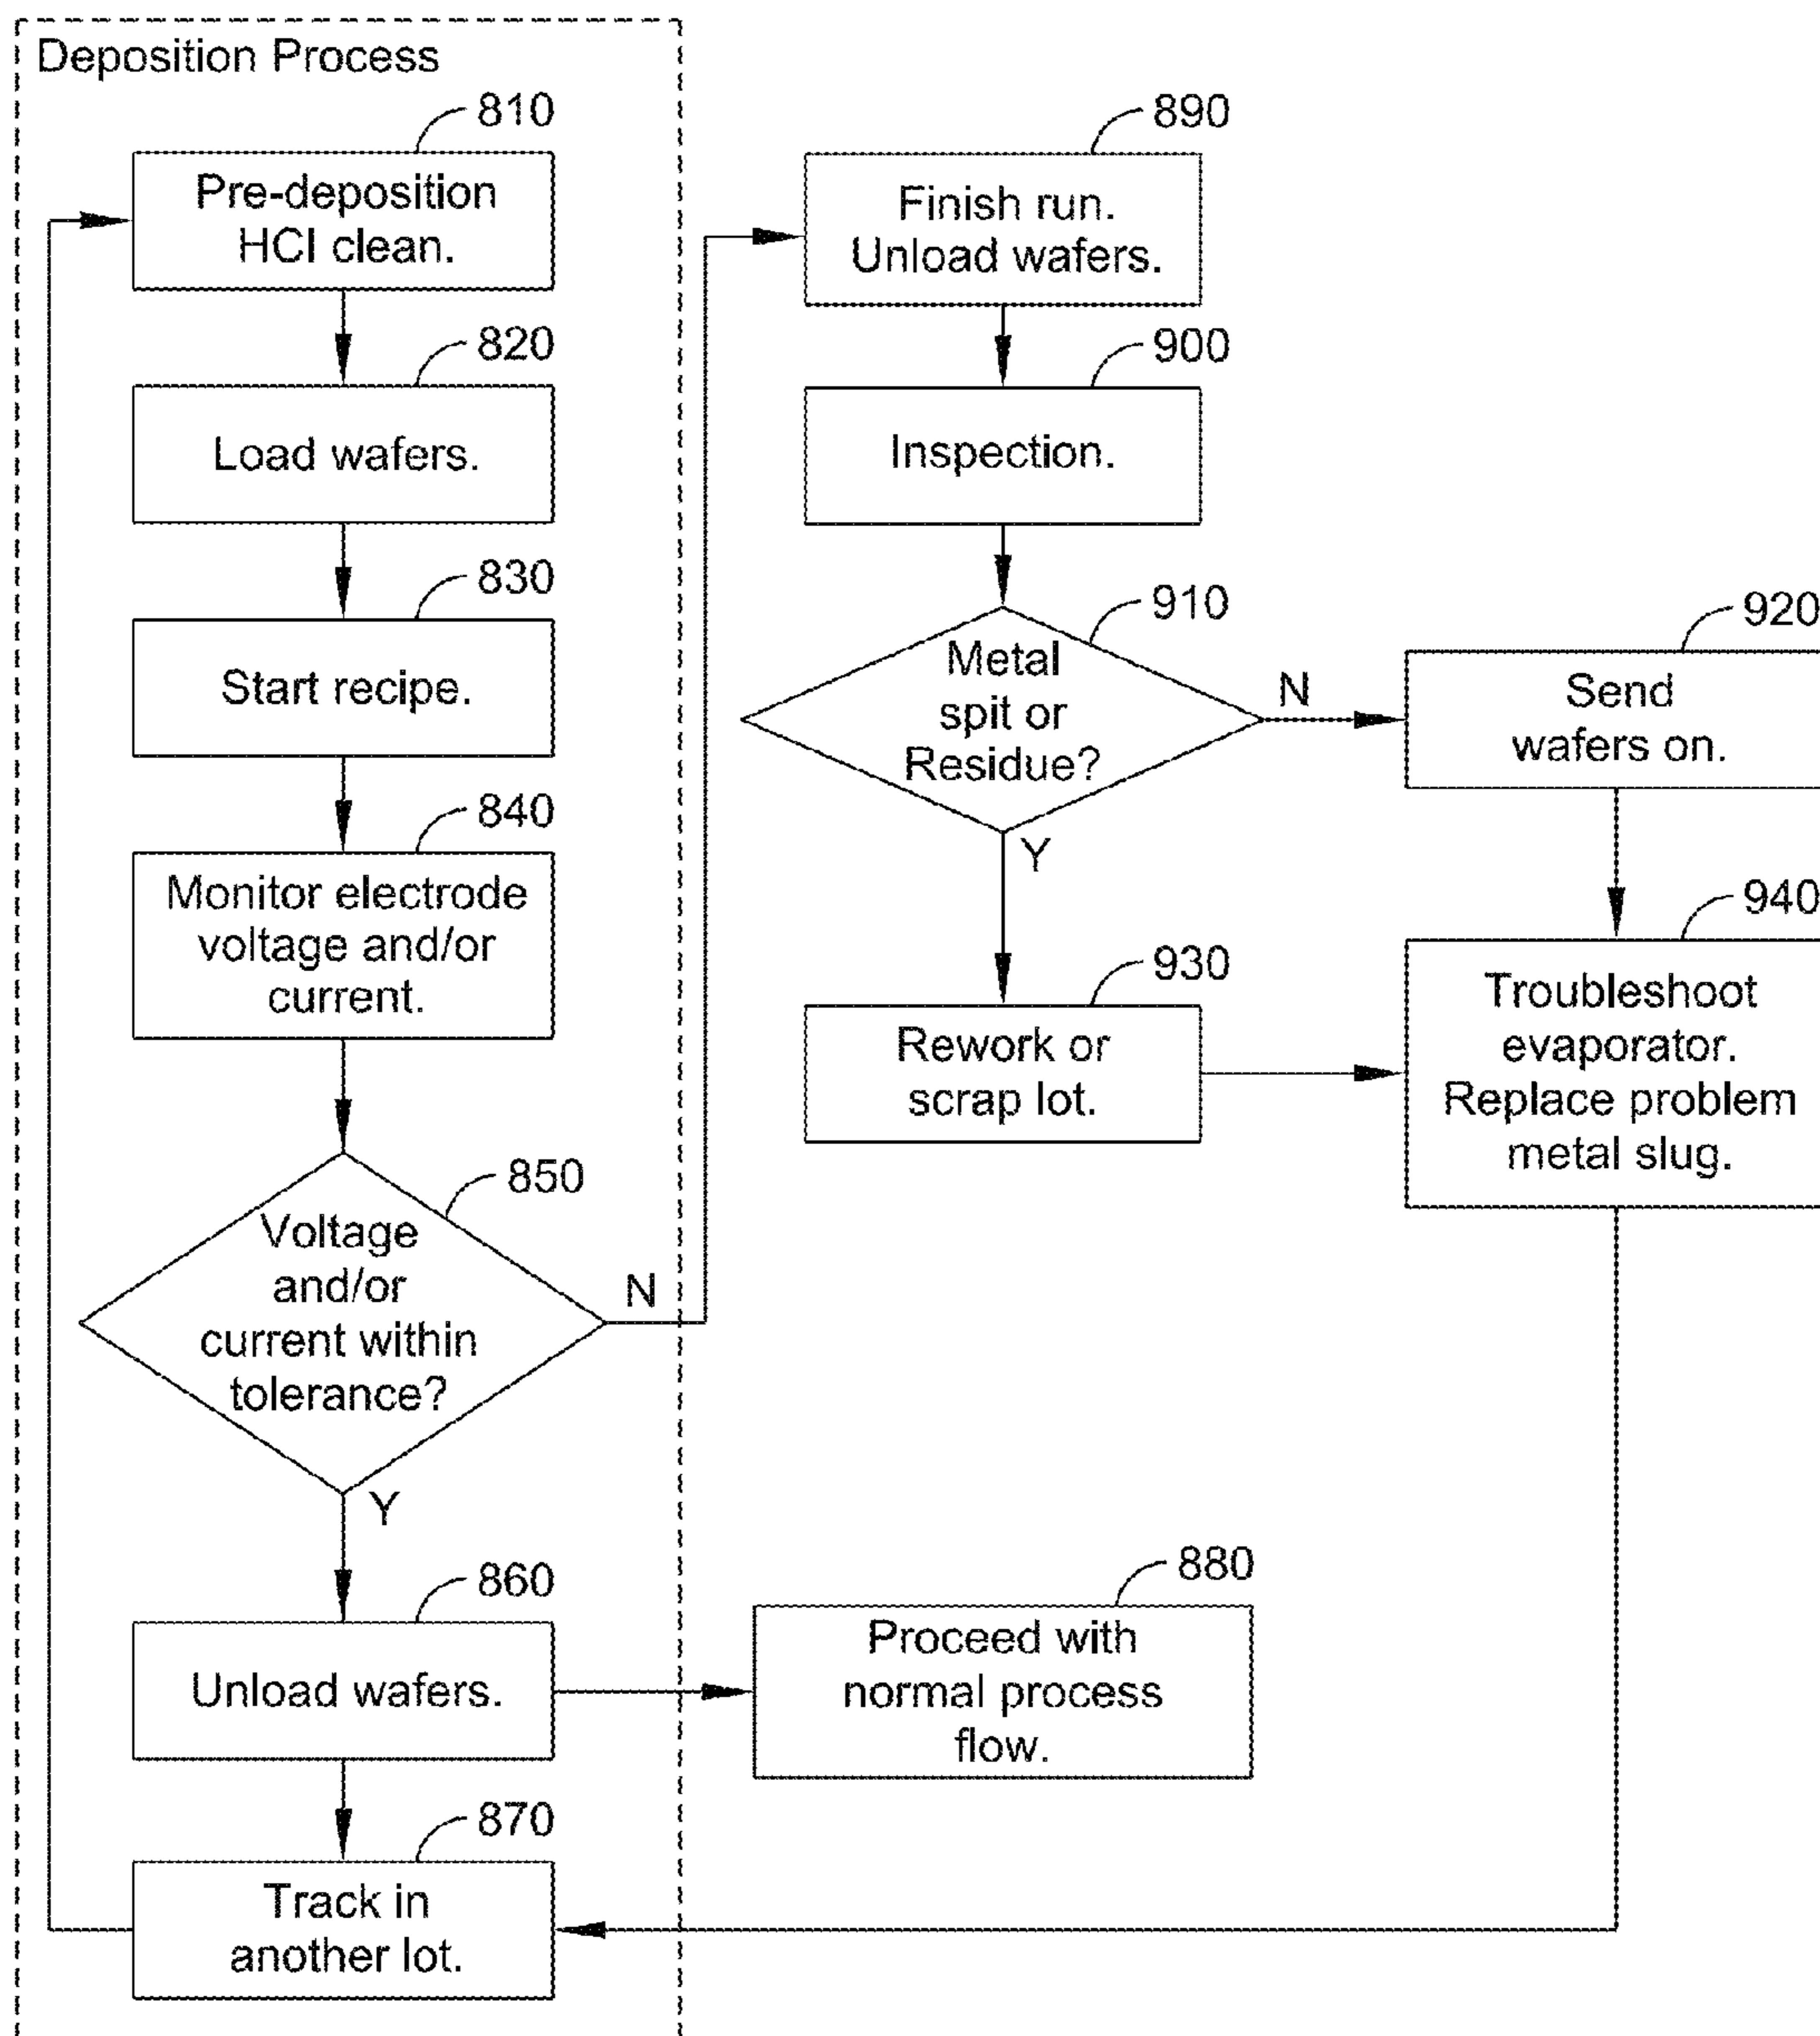 Deposition Process
810
Pre-deposition
HCl clean.
820
Load wafers.
830
Start recipe.
840
Monitor electrode
voltage and/or
current.
850
Voltage
and/or
current within
tolerance?
N
Y
860
Unload wafers.
870
Track in
another lot.
880
Proceed with
normal process
flow.
890
Finish run.
Unload wafers.
900
Inspection.
910
Metal
spit or
Residue?
N
Y
920
Send
wafers on.
930
Rework or
scrap lot.
940
Troubleshoot
evaporator.
Replace problem
metal slug.